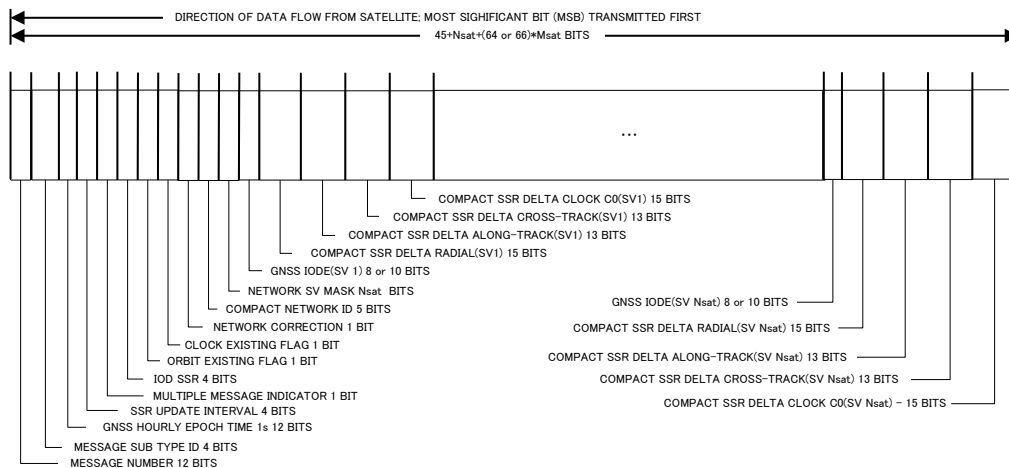 DIRECTION OF DATA FLOW FROM SATELLITE; MOST SIGHIFICANT BIT (MSB) TRANSMITTED FIRST
45+Nsat+(64 or 66)*Msat BITS
...
COMPACT SSR DELTA CLOCK C0(SV1) 15 BITS
COMPACT SSR DELTA CROSS-TRACK(SV1) 13 BITS
COMPACT SSR DELTA ALONG-TRACK(SV1) 13 BITS
COMPACT SSR DELTA RADIAL(SV1) 15 BITS
GNSS IODE(SV 1) 8 or 10 BITS
NETWORK SV MASK Nsat BITS
COMPACT NETWORK ID 5 BITS
NETWORK CORRECTION 1 BIT
CLOCK EXISTING FLAG 1 BIT
ORBIT EXISTING FLAG 1 BIT
IOD SSR 4 BITS
MULTIPLE MESSAGE INDICATOR 1 BIT
SSR UPDATE INTERVAL 4 BITS
GNSS HOURLY EPOCH TIME 1s 12 BITS
MESSAGE SUB TYPE ID 4 BITS
MESSAGE NUMBER 12 BITS
GNSS IODE(SV Nsat) 8 or 10 BITS
COMPACT SSR DELTA RADIAL(SV Nsat) 15 BITS
COMPACT SSR DELTA ALONG-TRACK(SV Nsat) 13 BITS
COMPACT SSR DELTA CROSS-TRACK(SV Nsat) 13 BITS
COMPACT SSR DELTA CLOCK C0(SV Nsat) - 15 BITS